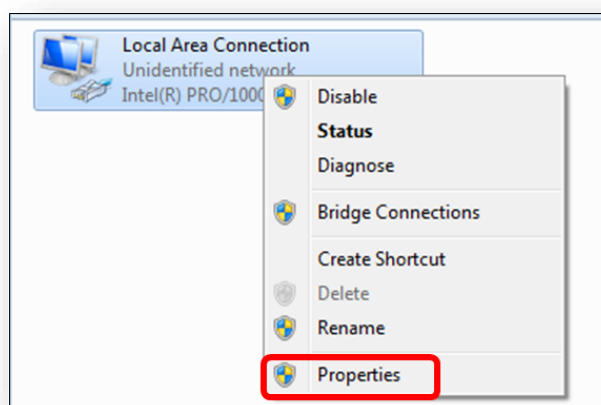 Local Area Connection
Unidentified network
Intel(R) PRO/1000
Disable
Status
Diagnose
Bridge Connections
Create Shortcut
Delete
Rename
Properties